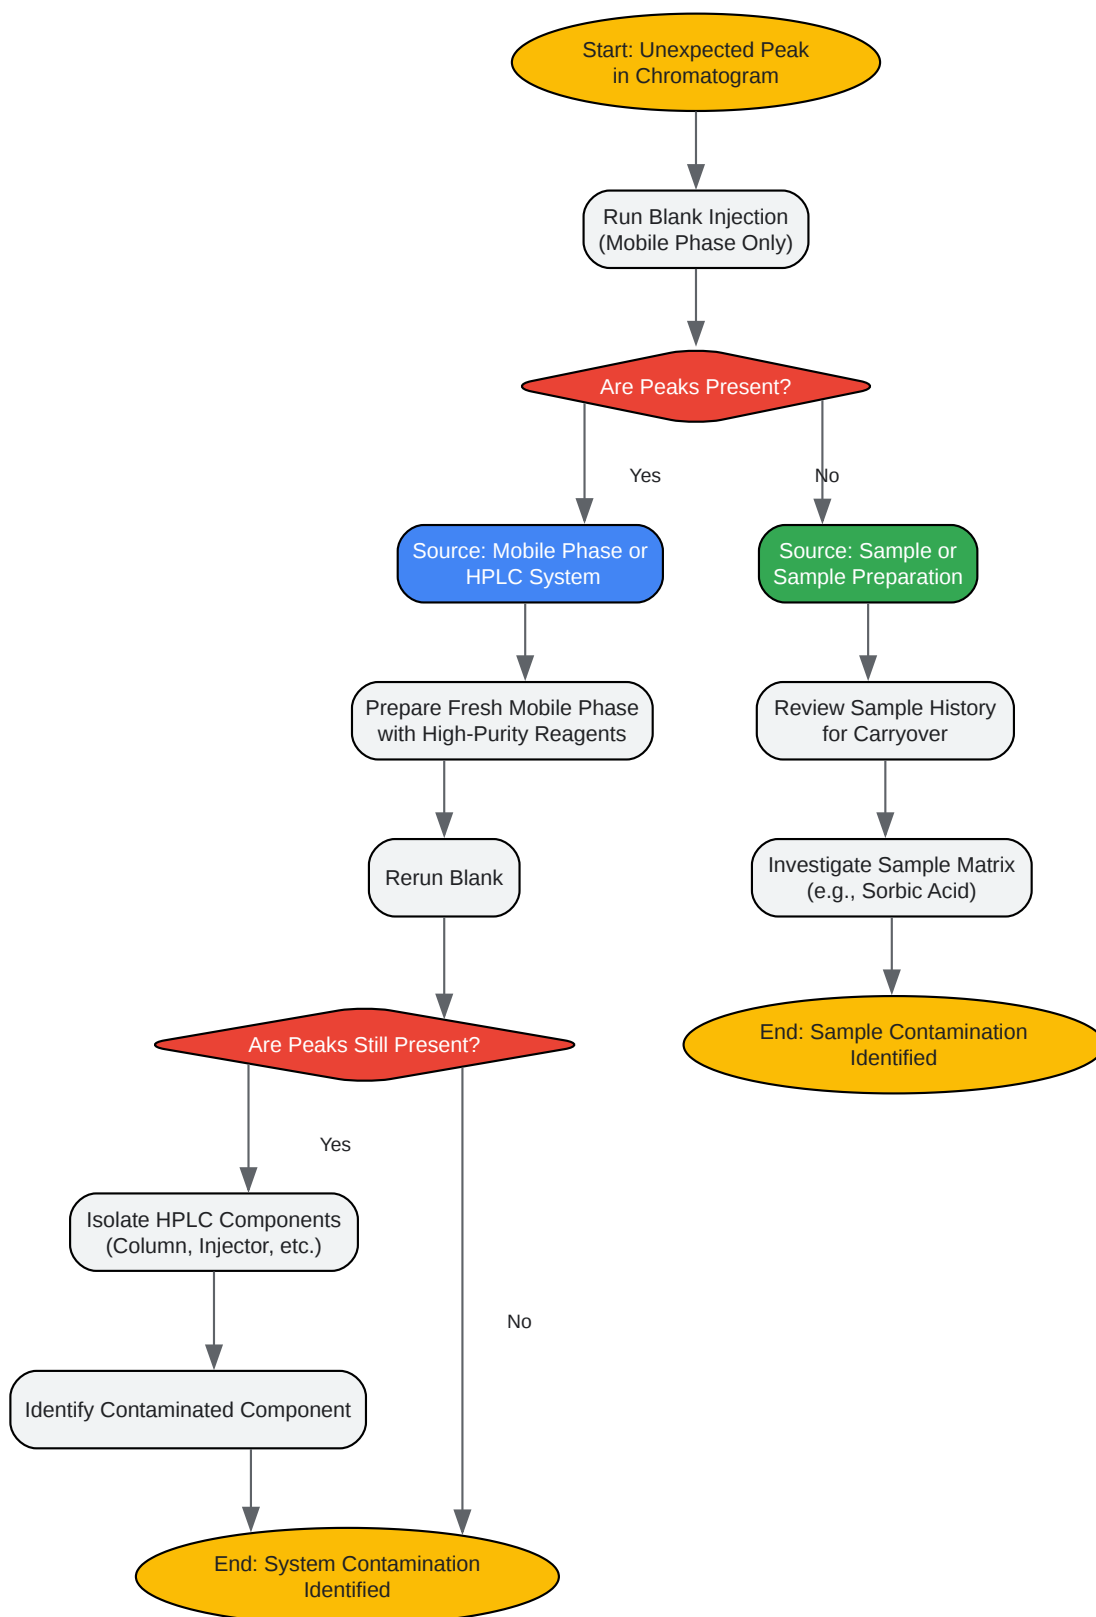 Start: Unexpected Peak
in Chromatogram
Run Blank Injection
(Mobile Phase Only)
Are Peaks Present?
Yes
No
Source: Mobile Phase or
HPLC System
Source: Sample or
Sample Preparation
Prepare Fresh Mobile Phase
with High-Purity Reagents
Review Sample History
for Carryover
Rerun Blank
Investigate Sample Matrix
(e.g., Sorbic Acid)
Are Peaks Still Present?
End: Sample Contamination
Identified
Yes
Isolate HPLC Components
(Column, Injector, etc.)
No
Identify Contaminated Component
End: System Contamination
Identified